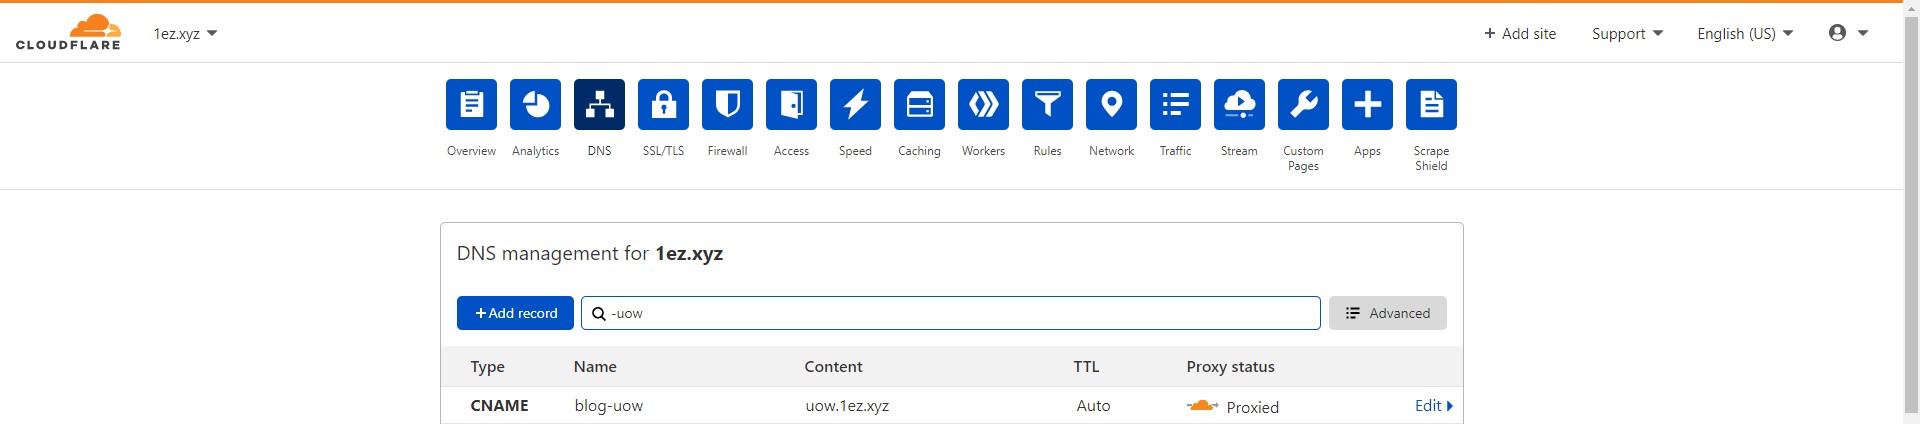 CLOUDFLARE
1ez.xyz
+ Add site
Support
English (US)
Overview
Analytics
DNS
SSL/TLS
Firewall
Access
Speed
Caching
Workers
Rules
Network
Traffic
Stream
Custom
Pages
Apps
Scrape
Shield
DNS management for 1ez.xyz
+Add record
-uow
Advanced
Type Name Content TTL Proxy status
CNAME blog-uow uow.1ez.xyz Auto Proxied Edit